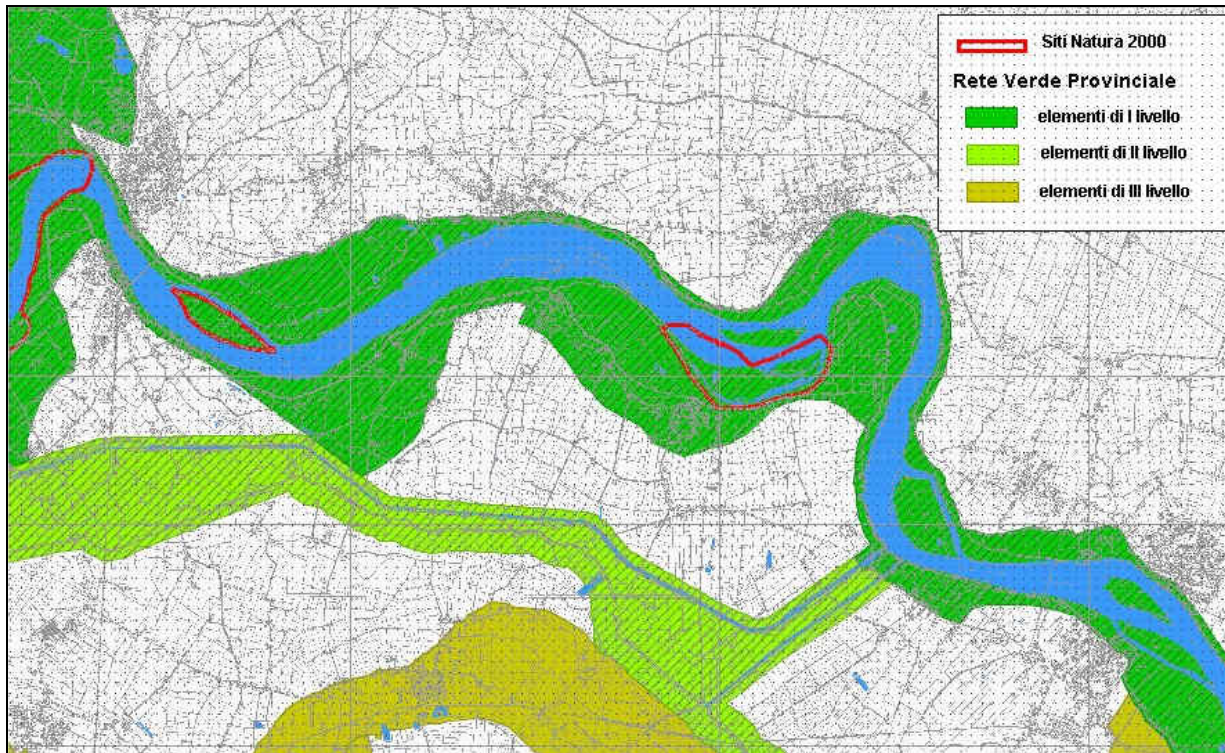 Siti Natura 2000
Rete Verde Provinciale
elementi di I livello
elementi di II livello
elementi di III livello